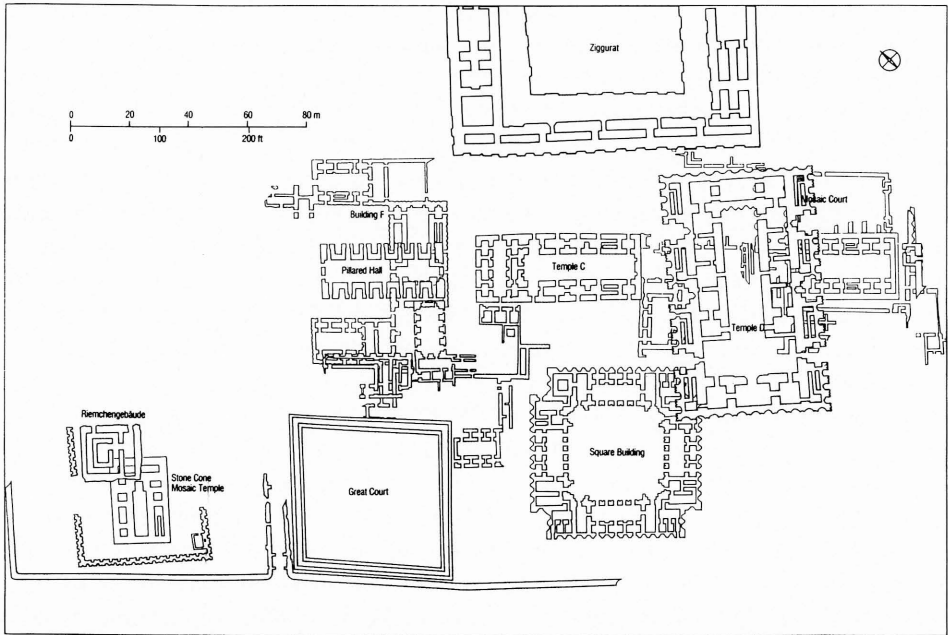 Ziggurat
0 20 40 60 80 m
0 100 200 ft
Mosaic Court
Building F
Pillared Hall
Temple C
Temple D
Riemchengebäude
Stone Cone
Mosaic Temple
Great Court
Square Building